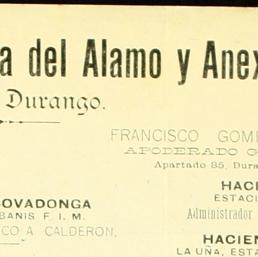 a del Alamo y Anex
Durango.
FRANCISCO GOM
APODERADO G
Apartado 85, Dura
HACI
ESTACI
Administrador
OVADONGA
BANIS F. I. M.
CO A CALDERON,
HACIEN
LA UÑA, ESTA